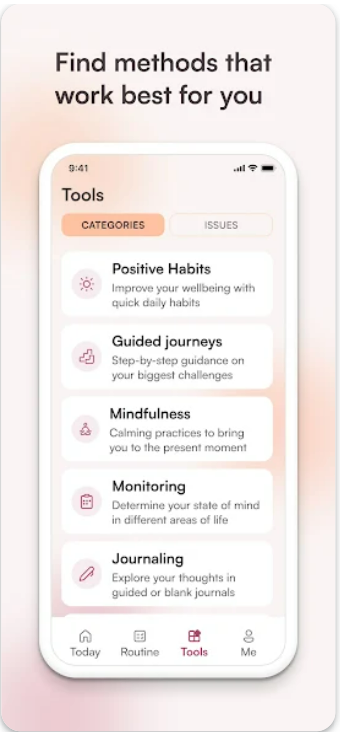 Find methods that
work best for you
9:41
Tools
CATEGORIES
ISSUES
Positive Habits
Improve your wellbeing with
quick daily habits
Guided journeys
Step-by-step guidance on
your biggest challenges
Mindfulness
Calming practices to bring
you to the present moment
Monitoring
Determine your state of mind
in different areas of life
Journaling
Explore your thoughts in
guided or blank journals
Today
Routine
Tools
Me